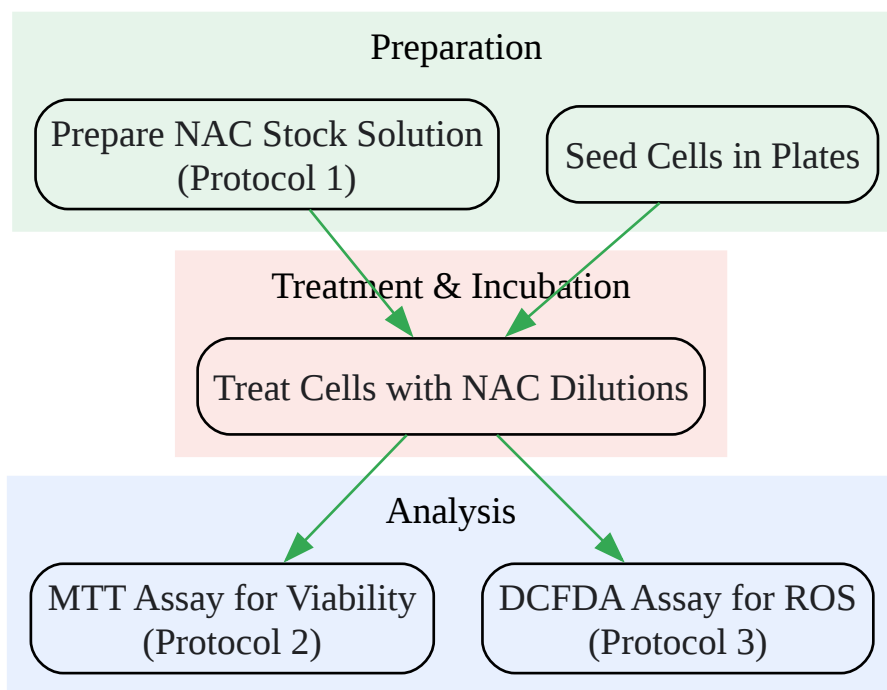 Preparation
Prepare NAC Stock Solution
(Protocol 1)
Seed Cells in Plates
Treatment & Incubation
Treat Cells with NAC Dilutions
Analysis
MTT Assay for Viability
(Protocol 2)
DCFDA Assay for ROS
(Protocol 3)